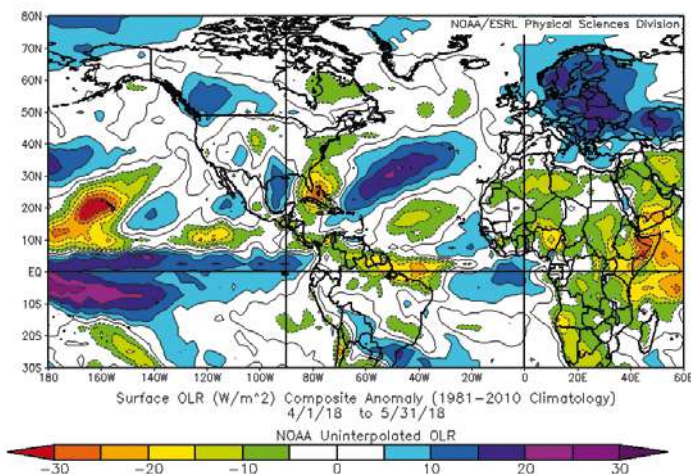 NOAA/ESRL Physical Sciences Division
80N
70N
60N
50N
40N
30N
20N
10N
EQ
10S
20S
30S
180 160W 140W 120W 100W 80W 60W 40W 20W 0 20E 40E 60E
Surface OLR (W/m^2) Composite Anomaly (1981-2010 Climatology)
4/1/18 to 5/31/18
NOAA Uninterpolated OLR
-30 -20 -10 0 10 20 30